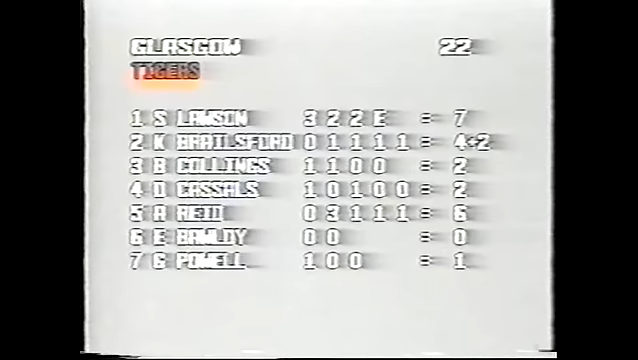 GLASGOW 22
TIGERS
1 S LAWSON 3 2 2 E = 7
2 K BRAILSFORD 0 1 1 1 1 = 4+2
3 B COLLINGS 1 1 0 0 = 2
4 D CASSALS 1 0 1 0 0 = 2
5 A REID 0 3 1 1 1 = 6
6 E BAWLDY 0 0 = 0
7 G POWELL 1 0 0 = 1